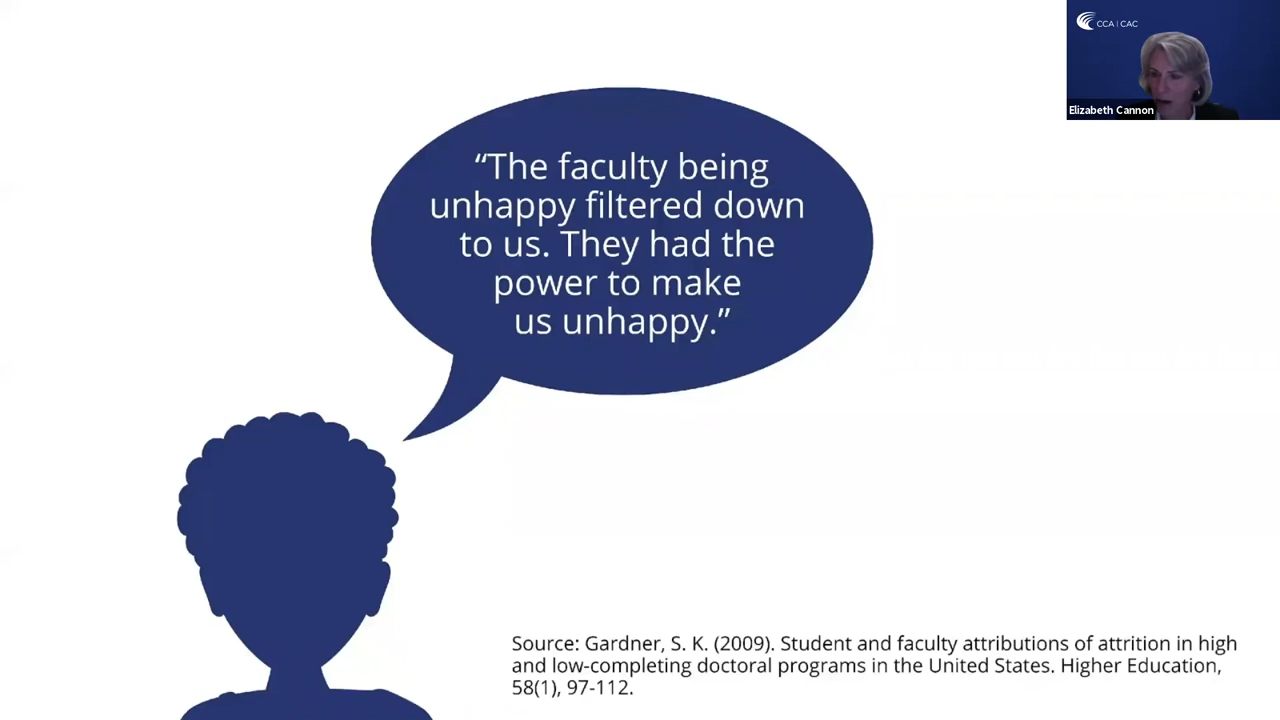 CCA | CAC
Elizabeth Cannon
“The faculty being
unhappy filtered down
to us. They had the
power to make
us unhappy.”
Source: Gardner, S. K. (2009). Student and faculty attributions of attrition in high
and low-completing doctoral programs in the United States. Higher Education,
58(1), 97-112.